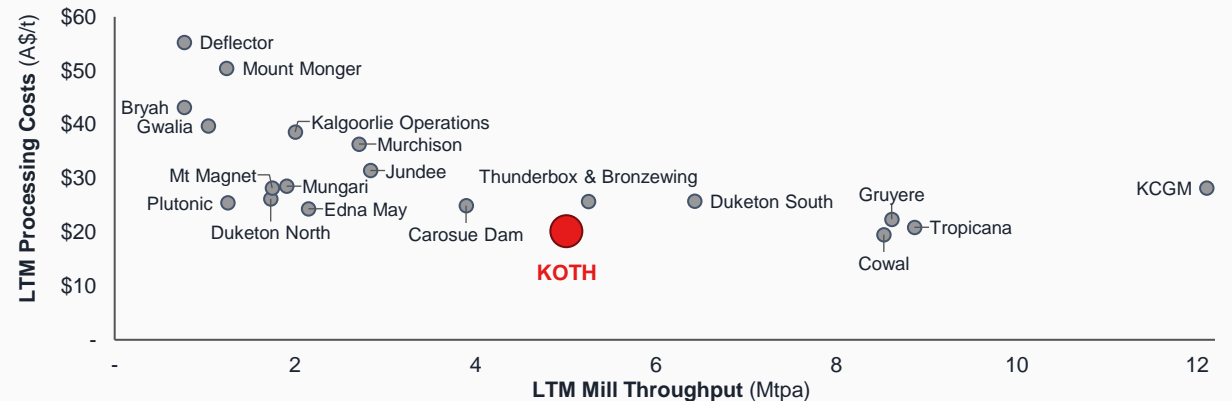 LTM Processing Costs (A$/t)
$60
$50
$40
$30
$20
$10
-
Deflector
Mount Monger
Bryah
Gwalia
Kalgoorlie Operations
Murchison
Jundee
Mt Magnet
Mungari
Plutonic
Edna May
Duketon North
Carosue Dam
Thunderbox & Bronzewing
Duketon South
KOTH
Gruyere
Tropicana
Cowal
KCGM
-
2
4
6
8
10
12
LTM Mill Throughput (Mtpa)